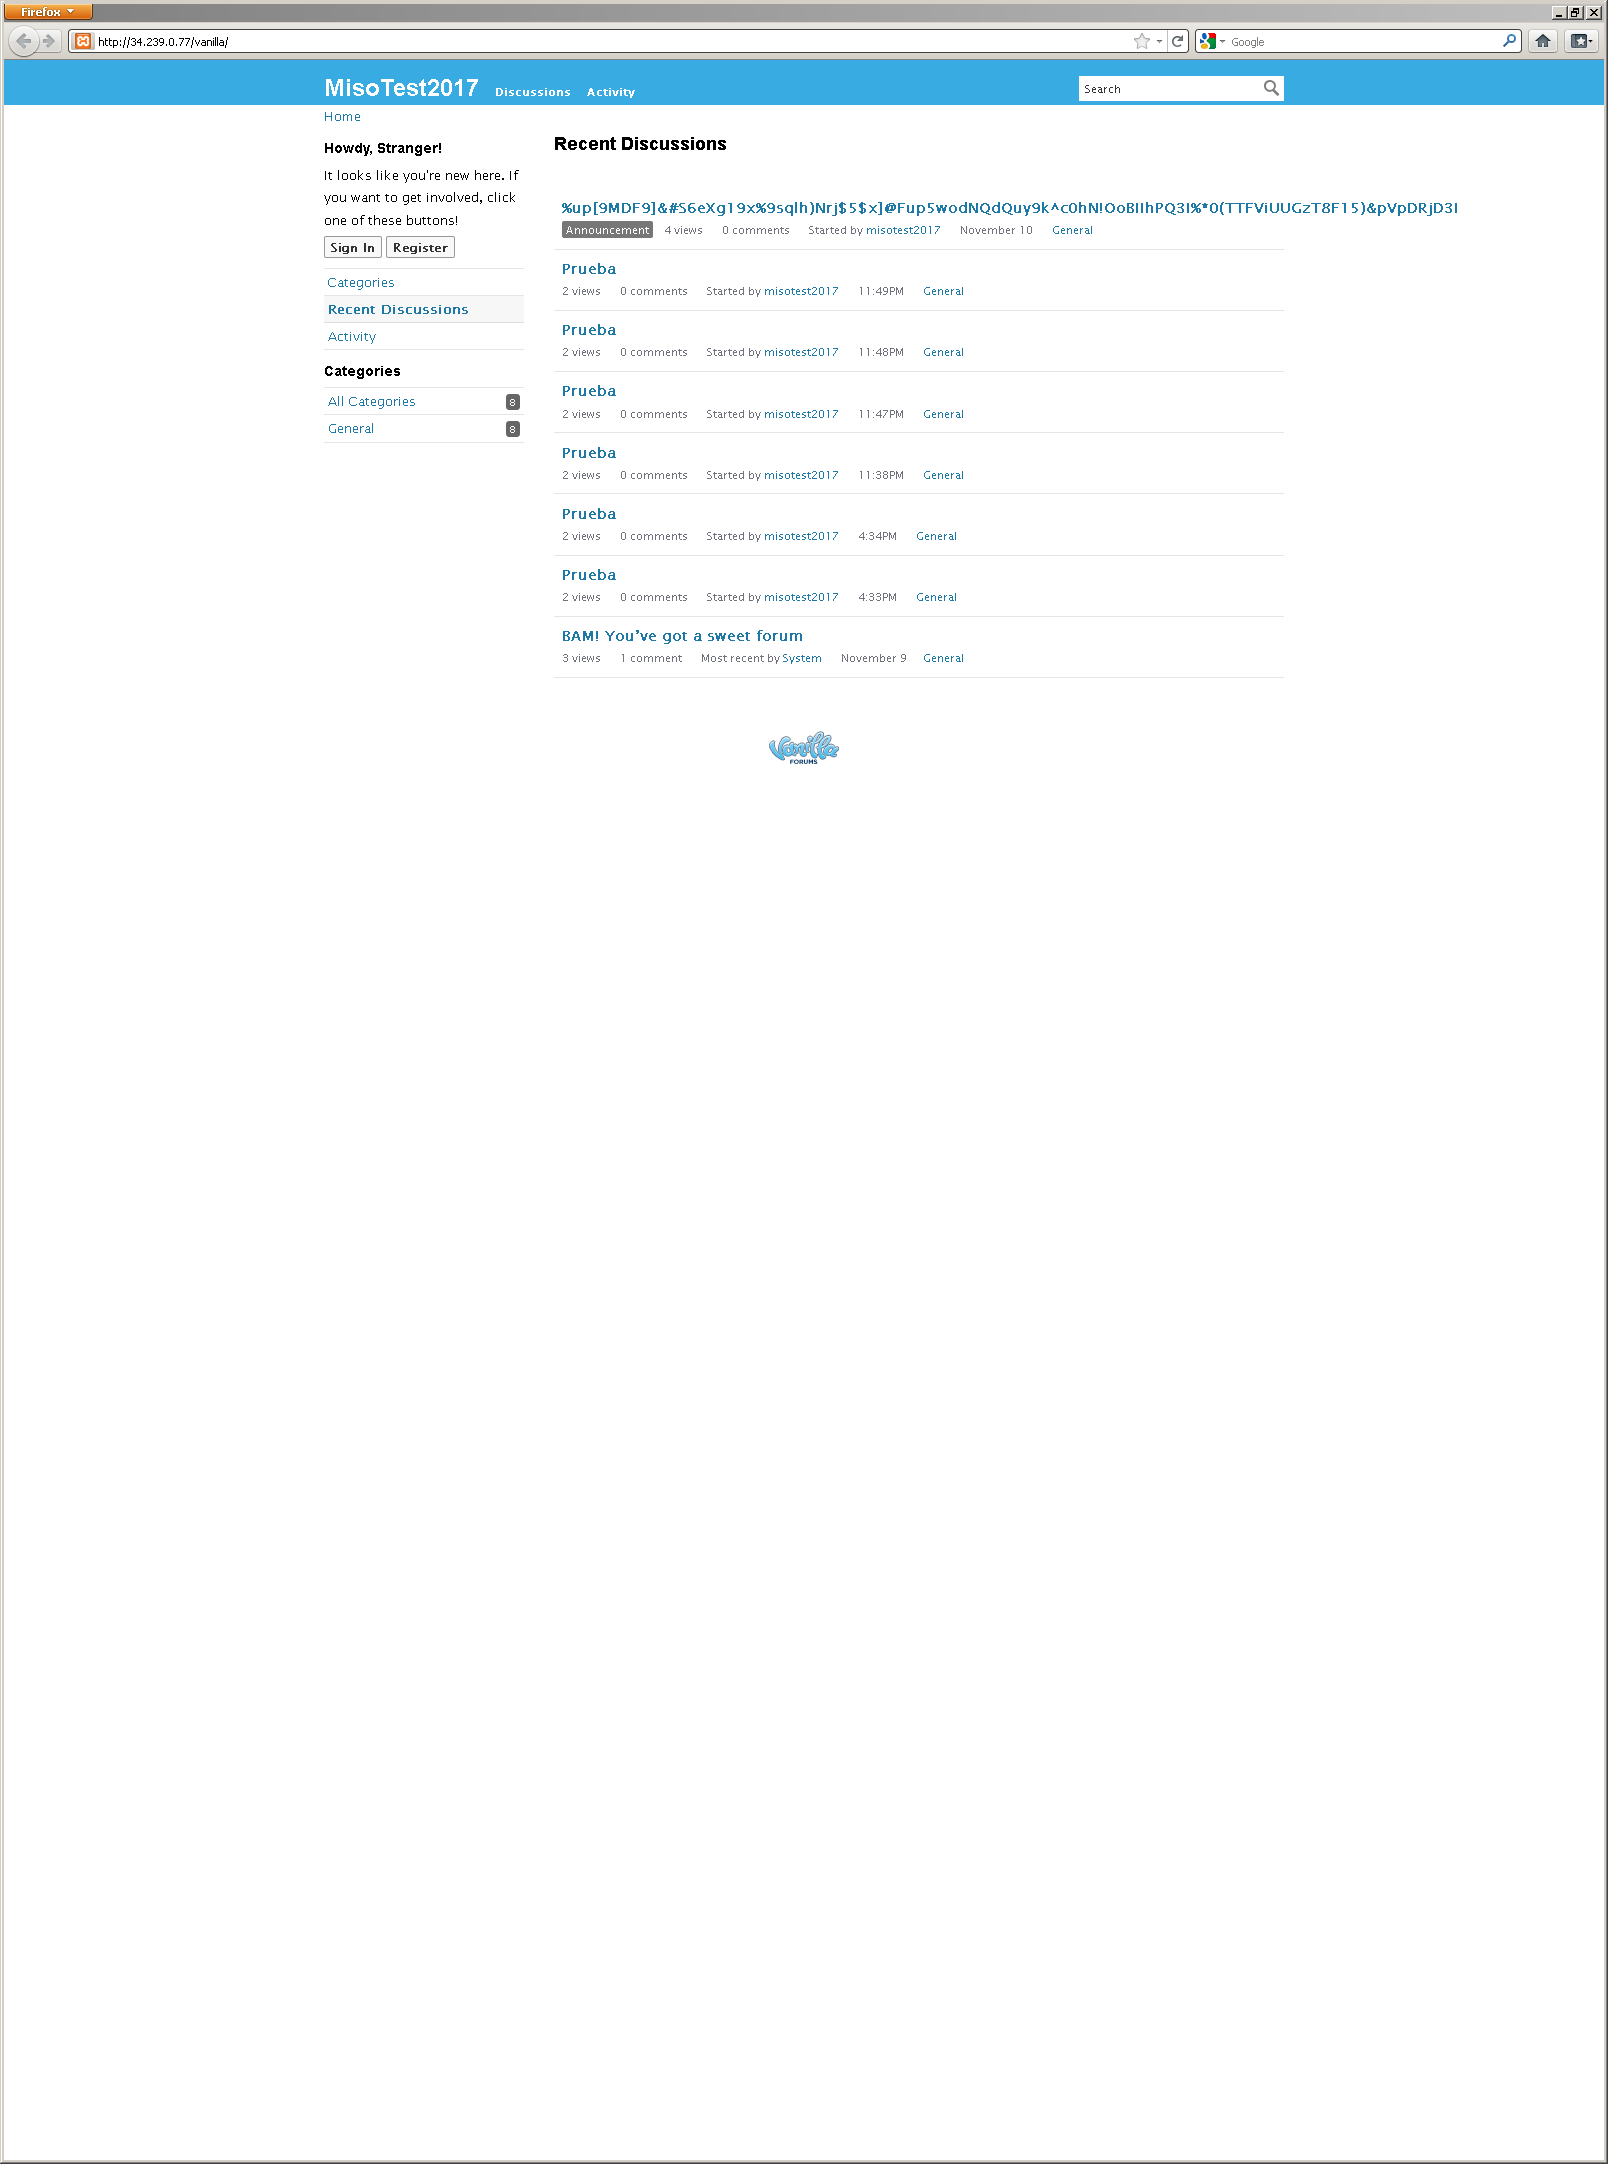 Firefox
http://34.239.0.77/vanilla/
Google
MisoTest2017 Discussions Activity
Search
Home
Howdy, Stranger!
It looks like you're new here. If
you want to get involved, click
one of these buttons!
Sign In Register
Categories
Recent Discussions
Activity
Categories
All Categories 8
General 8
Recent Discussions
%up[9MDF9]&#S6eXg19x%9sqlh)Nrj$5$x]@Fup5wodNQdQuy9k^c0hN!OoBIIhPQ3I%*0(TTFViUUGzT8F15)&pVpDRjD3I
Announcement 4 views 0 comments Started by misotest2017 November 10 General
Prueba
2 views 0 comments Started by misotest2017 11:49PM General
Prueba
2 views 0 comments Started by misotest2017 11:48PM General
Prueba
2 views 0 comments Started by misotest2017 11:47PM General
Prueba
2 views 0 comments Started by misotest2017 11:38PM General
Prueba
2 views 0 comments Started by misotest2017 4:34PM General
Prueba
2 views 0 comments Started by misotest2017 4:33PM General
BAM! You’ve got a sweet forum
3 views 1 comment Most recent by System November 9 General
Vanilla
FORUMS